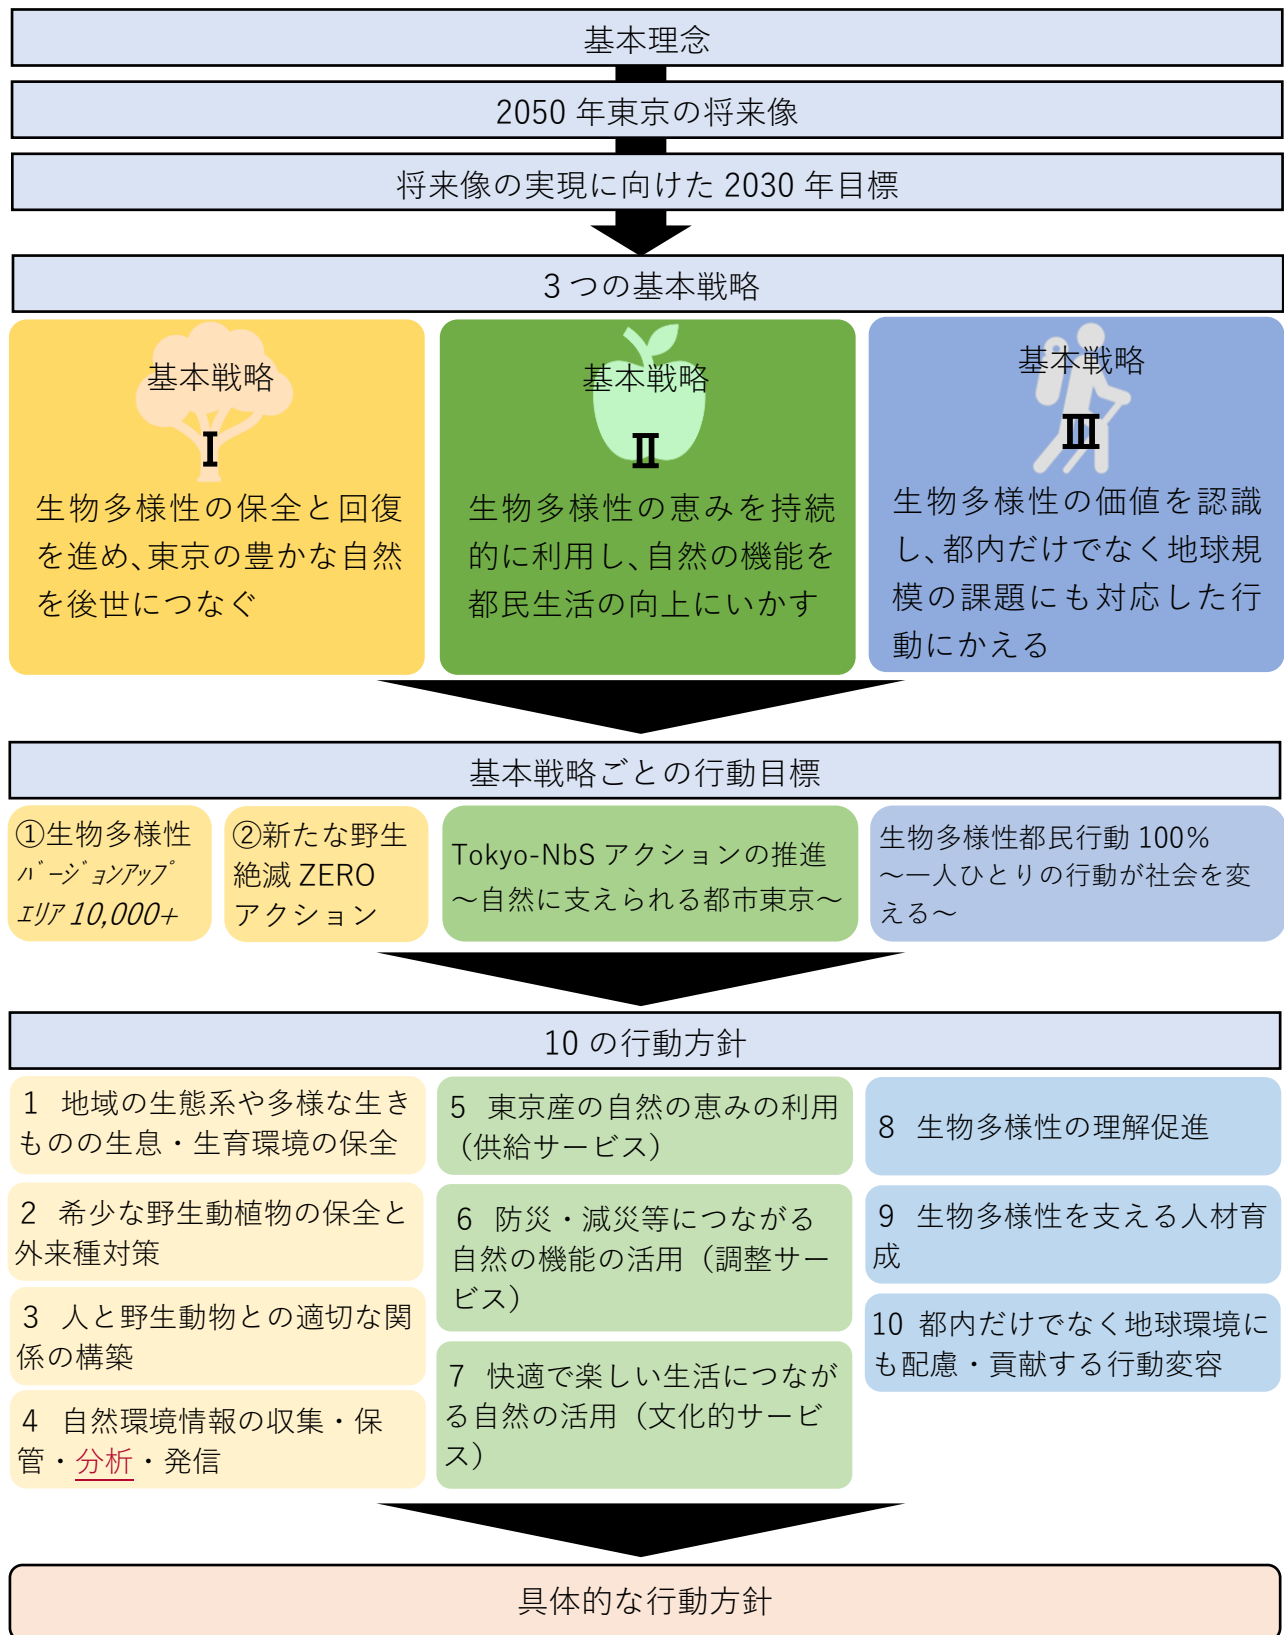 基本理念
2050 年東京の将来像
将来像の実現に向けた 2030 年目標
3 つの基本戦略
基本戦略
Ⅰ
生物多様性の保全と回復
を進め、東京の豊かな自然
を後世につなぐ
基本戦略
Ⅱ
生物多様性の恵みを持続
的に利用し、自然の機能を
都民生活の向上にいかす
基本戦略
Ⅲ
生物多様性の価値を認識
し、都内だけでなく地球規
模の課題にも対応した行
動にかえる
基本戦略ごとの行動目標
①生物多様性
バージョンアップ
エリア 10,000+
②新たな野生
絶滅 ZERO
アクション
Tokyo-NbS アクションの推進
～自然に支えられる都市東京～
生物多様性都民行動 100%
～一人ひとりの行動が社会を変
える～
10 の行動方針
1 地域の生態系や多様な生き
ものの生息・生育環境の保全
2 希少な野生動植物の保全と
外来種対策
3 人と野生動物との適切な関
係の構築
4 自然環境情報の収集・保
管・分析・発信
5 東京産の自然の恵みの利用
（供給サービス）
6 防災・減災等につながる
自然の機能の活用（調整サー
ビス）
7 快適で楽しい生活につなが
る自然の活用（文化的サービ
ス）
8 生物多様性の理解促進
9 生物多様性を支える人材育
成
10 都内だけでなく地球環境に
も配慮・貢献する行動変容
具体的な行動方針